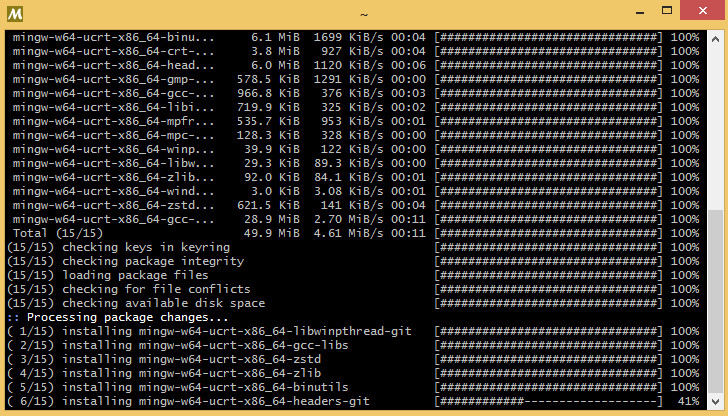 ~
mingw-w64-ucrt-x86_64-binu... 6.1 MiB 1699 KiB/s 00:04 [###############################] 100%
mingw-w64-ucrt-x86_64-crt-... 3.8 MiB 927 KiB/s 00:04 [###############################] 100%
mingw-w64-ucrt-x86_64-head... 6.0 MiB 1120 KiB/s 00:06 [###############################] 100%
mingw-w64-ucrt-x86_64-gmp-... 578.5 KiB 1291 KiB/s 00:00 [###############################] 100%
mingw-w64-ucrt-x86_64-gcc-... 966.8 KiB 376 KiB/s 00:03 [###############################] 100%
mingw-w64-ucrt-x86_64-libi... 719.9 KiB 325 KiB/s 00:02 [###############################] 100%
mingw-w64-ucrt-x86_64-mpfr... 535.7 KiB 953 KiB/s 00:01 [###############################] 100%
mingw-w64-ucrt-x86_64-mpc-... 128.3 KiB 328 KiB/s 00:00 [###############################] 100%
mingw-w64-ucrt-x86_64-winp... 39.9 KiB 122 KiB/s 00:00 [###############################] 100%
mingw-w64-ucrt-x86_64-libw... 29.3 KiB 89.3 KiB/s 00:00 [###############################] 100%
mingw-w64-ucrt-x86_64-zlib... 92.0 KiB 84.1 KiB/s 00:01 [###############################] 100%
mingw-w64-ucrt-x86_64-wind... 3.0 KiB 3.08 KiB/s 00:01 [###############################] 100%
mingw-w64-ucrt-x86_64-zstd... 621.5 KiB 141 KiB/s 00:04 [###############################] 100%
mingw-w64-ucrt-x86_64-gcc-... 28.9 MiB 2.70 MiB/s 00:11 [###############################] 100%
Total (15/15) 49.9 MiB 4.61 MiB/s 00:11 [###############################] 100%
(15/15) checking keys in keyring [###############################] 100%
(15/15) checking package integrity [###############################] 100%
(15/15) loading package files [###############################] 100%
(15/15) checking for file conflicts [###############################] 100%
(15/15) checking available disk space [###############################] 100%
:: Processing package changes...
( 1/15) installing mingw-w64-ucrt-x86_64-libwinpthread-git [###############################] 100%
( 2/15) installing mingw-w64-ucrt-x86_64-gcc-libs [###############################] 100%
( 3/15) installing mingw-w64-ucrt-x86_64-zstd [###############################] 100%
( 4/15) installing mingw-w64-ucrt-x86_64-zlib [###############################] 100%
( 5/15) installing mingw-w64-ucrt-x86_64-binutils [###############################] 100%
( 6/15) installing mingw-w64-ucrt-x86_64-headers-git [############-------------------] 41%